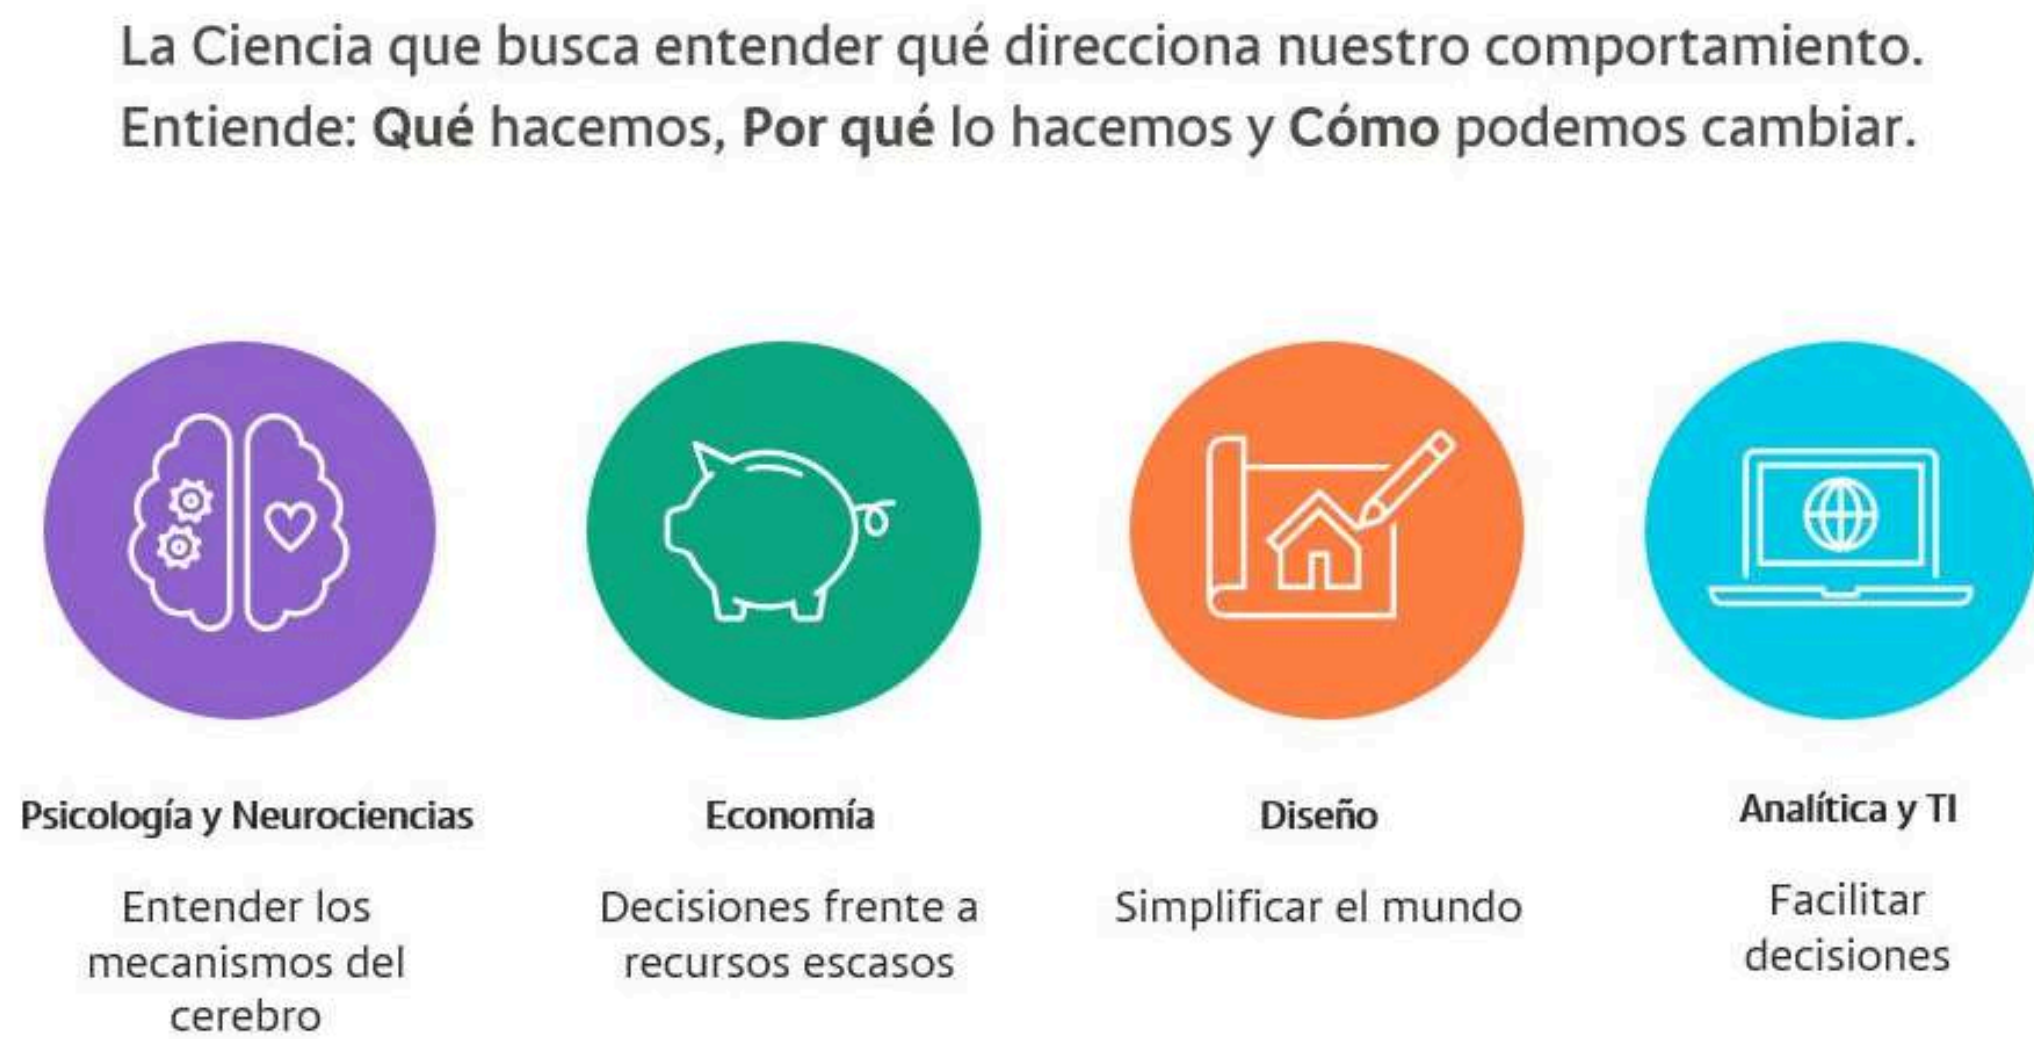 La Ciencia que busca entender qué direcciona nuestro comportamiento.
Entiende: Qué hacemos, Por qué lo hacemos y Cómo podemos cambiar.
Psicología y Neurociencias
Entender los
mecanismos del
cerebro
Economía
Decisiones frente a
recursos escasos
Diseño
Simplificar el mundo
Analítica y TI
Facilitar
decisiones